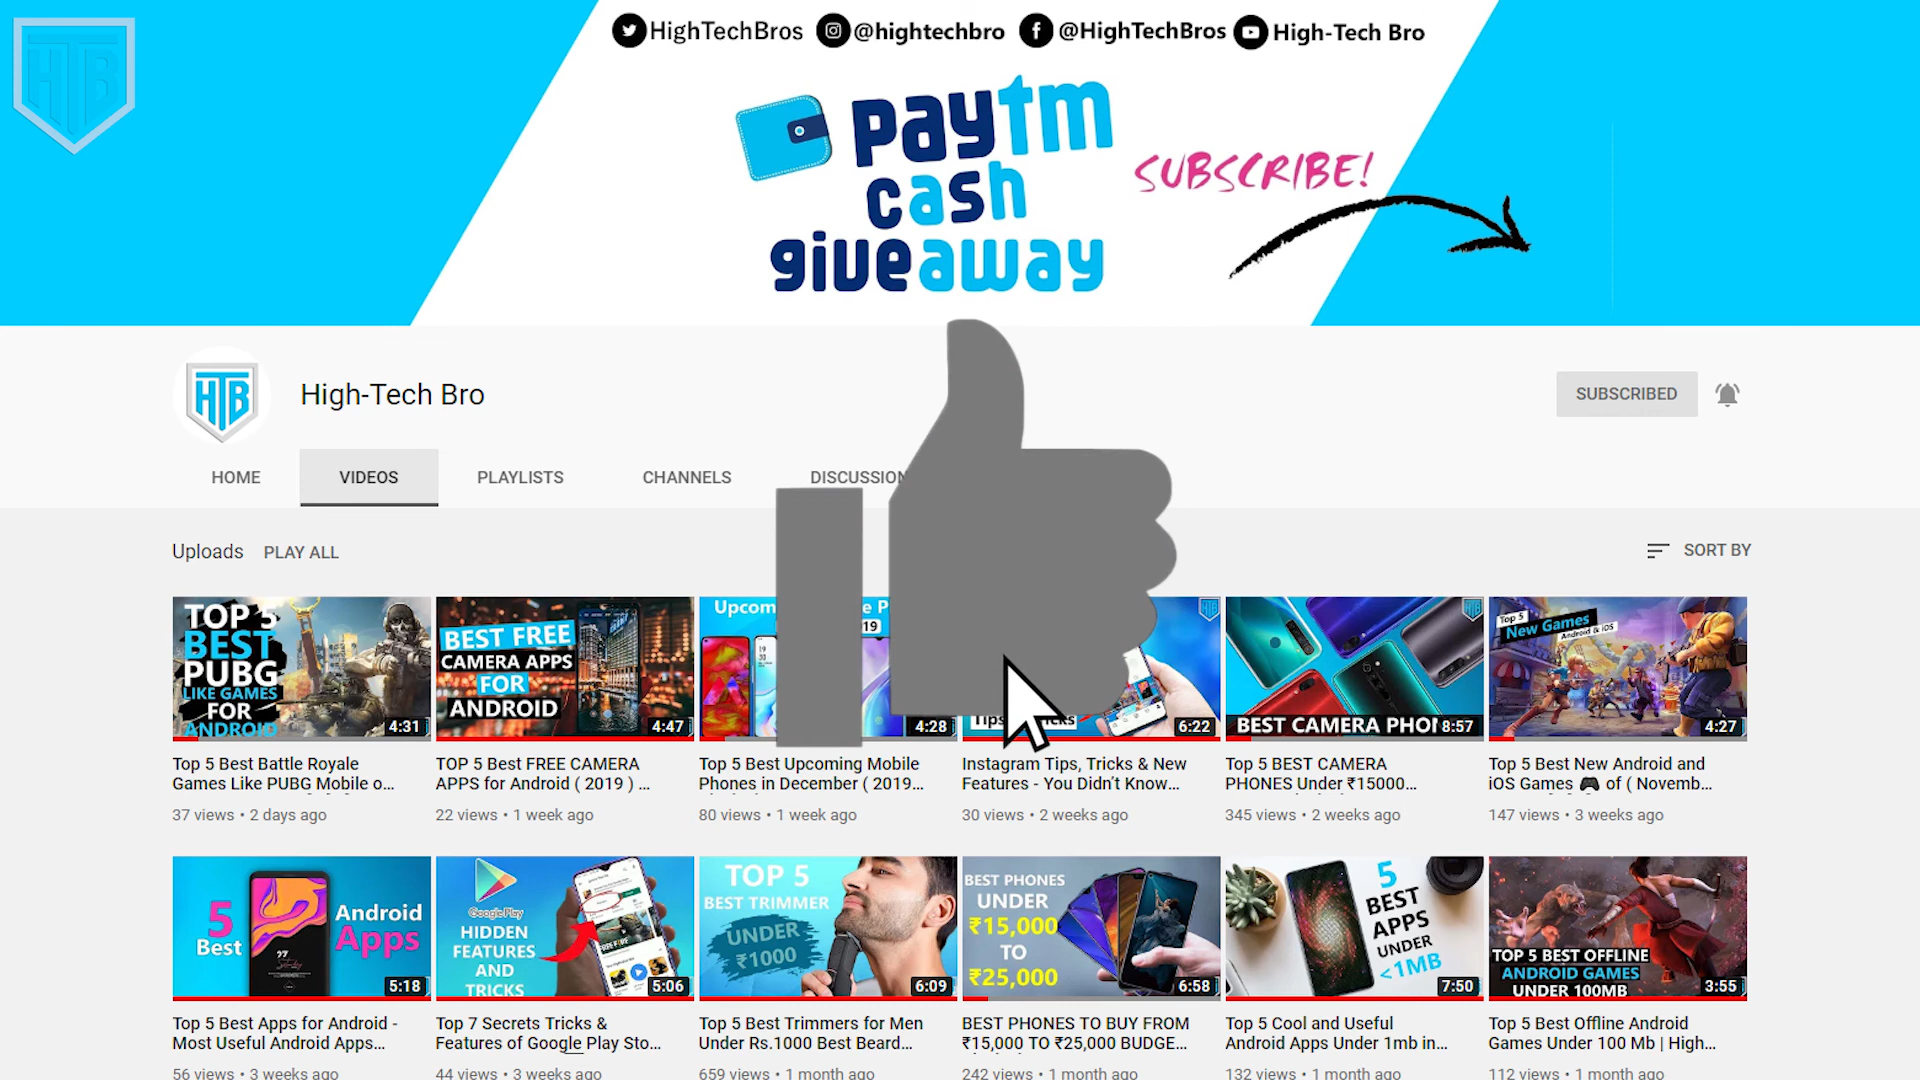 HighTechBros @hightechbro @HighTechBros High-Tech Bro
paytm
cash
giveaway
SUBSCRIBE!
HTB
HTB
High-Tech Bro
SUBSCRIBED
HOME VIDEOS PLAYLISTS CHANNELS DISCUSSION
Uploads PLAY ALL
SORT BY
TOP 5
BEST
PUBG
LIKE GAMES
FOR
ANDROID
4:31
BEST FREE
CAMERA APPS
FOR
ANDROID
4:47
Upcom
19
4:28
Tips
6:22
BEST CAMERA PHO
8:57
Top 5
New Games
Android & iOS
4:27
Top 5 Best Battle Royale
Games Like PUBG Mobile o...
37 views • 2 days ago
TOP 5 Best FREE CAMERA
APPS for Android ( 2019 ) ...
22 views • 1 week ago
Top 5 Best Upcoming Mobile
Phones in December ( 2019...
80 views • 1 week ago
Instagram Tips, Tricks & New
Features - You Didn't Know...
30 views • 2 weeks ago
Top 5 BEST CAMERA
PHONES Under ₹15000...
345 views • 2 weeks ago
Top 5 Best New Android and
iOS Games 🎮 of ( Novemb...
147 views • 3 weeks ago
5
Best
Android
Apps
5:18
Google Play
HIDDEN
FEATURES
AND
TRICKS
5:06
TOP 5
BEST TRIMMER
UNDER
₹1000
6:09
BEST PHONES
UNDER
₹15,000
TO
₹25,000
6:58
5
BEST
APPS
UNDER
<1MB
7:50
TOP 5 BEST OFFLINE
ANDROID GAMES
UNDER 100MB
3:55
Top 5 Best Apps for Android -
Most Useful Android Apps...
56 views • 3 weeks ago
Top 7 Secrets Tricks &
Features of Google Play Sto...
44 views • 3 weeks ago
Top 5 Best Trimmers for Men
Under Rs.1000 Best Beard...
659 views • 1 month ago
BEST PHONES TO BUY FROM
₹15,000 TO ₹25,000 BUDGE...
242 views • 1 month ago
Top 5 Cool and Useful
Android Apps Under 1mb in...
132 views • 1 month ago
Top 5 Best Offline Android
Games Under 100 Mb | High...
112 views • 1 month ago